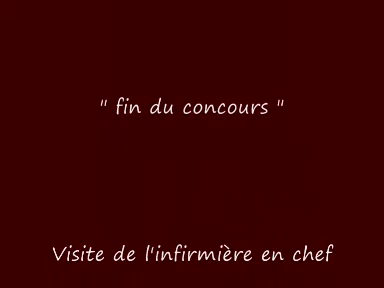 " fin du concours "
Visite de l'infirmière en chef